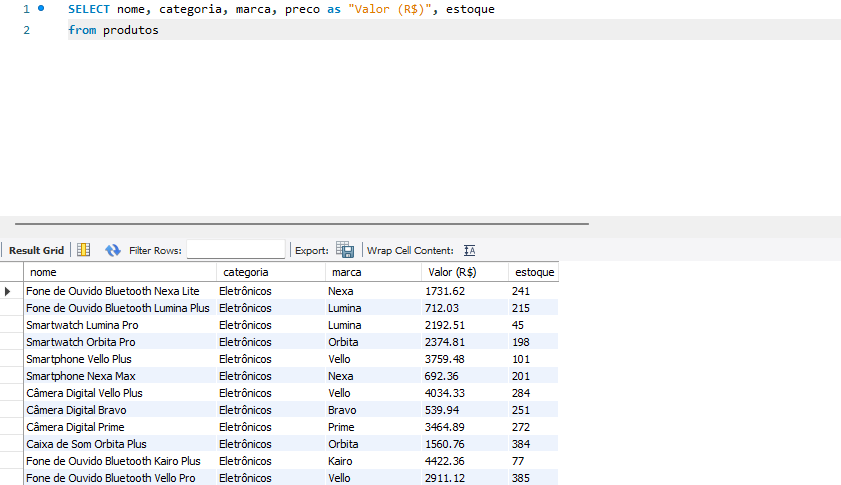 1 SELECT nome, categoria, marca, preco as "Valor (R$)", estoque
2 from produtos
Result Grid Filter Rows: Export: Wrap Cell Content: IA
nome categoria marca Valor (R$) estoque
Fone de Ouvido Bluetooth Nexa Lite Eletrônicos Nexa 1731.62 241
Fone de Ouvido Bluetooth Lumina Plus Eletrônicos Lumina 712.03 215
Smartwatch Lumina Pro Eletrônicos Lumina 2192.51 45
Smartwatch Orbita Pro Eletrônicos Orbita 2374.81 198
Smartphone Vello Plus Eletrônicos Vello 3759.48 101
Smartphone Nexa Max Eletrônicos Nexa 692.36 201
Câmera Digital Vello Plus Eletrônicos Vello 4034.33 284
Câmera Digital Bravo Eletrônicos Bravo 539.94 251
Câmera Digital Prime Eletrônicos Prime 3464.89 272
Caixa de Som Orbita Plus Eletrônicos Orbita 1560.76 384
Fone de Ouvido Bluetooth Kairo Plus Eletrônicos Kairo 4422.36 77
Fone de Ouvido Bluetooth Vello Pro Eletrônicos Vello 2911.12 385